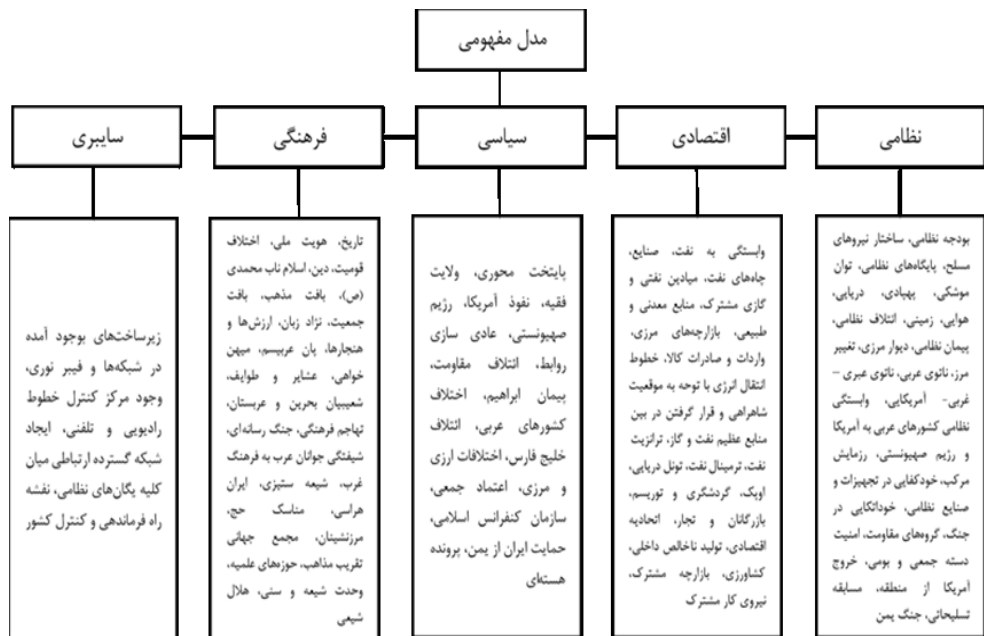 مدل مفهومی
نظامی
اقتصادی
سیاسی
فرهنگی
سایبری
بودجه نظامی، ساختار نیروهای
مسلح، پایگاه‌های نظامی، توان
موشکی، پهپادی، دریایی،
هوایی، زمینی، ائتلاف نظامی،
پیمان نظامی، دیوار مرزی، تغییر
مرز، ناتوی عربی، ناتوی عبری –
غربی- آمریکایی، وابستگی
نظامی کشورهای عربی به آمریکا
و رژیم صهیونستی، رزمایش
مرکب، خودکفایی در تجهیزات و
صنایع نظامی، خوداتکایی در
جنگ، گروه‌های مقاومت، امنیت
دسته جمعی و بومی، خروج
آمریکا از منطقه، مسابقه
تسلیحاتی، جنگ یمن
وابستگی به نفت، صنایع،
چاه‌های نفت، میادین نفتی و
گازی مشترک، منابع معدنی و
طبیعی، بازارچه‌های مرزی،
واردات و صادرات کالا، خطوط
انتقال انرژی با توجه به موقعیت
شاهراهی و قرار گرفتن در بین
منابع عظیم نفت و گاز، ترانزیت
نفت، ترمینال نفت، تونل دریایی،
اوپک، گردشگری و توریسم،
بازرگانان و تجار، اتحادیه
اقتصادی، تولید ناخالص داخلی،
کشاورزی، بازارچه مشترک،
نیروی کار مشترک
پایتخت محوری، ولایت
فقیه، نفوذ آمریکا، رژیم
صهیونستی، عادی سازی
روابط، ائتلاف مقاومت،
پیمان ابراهیم، اختلاف
کشورهای عربی، ائتلاف
خلیج فارس، اختلافات ارزی
و مرزی، اعتماد جمعی،
سازمان کنفرانس اسلامی،
حمایت ایران از یمن، پرونده
هسته‌ای
تاریخ، هویت ملی، اختلاف
قومیت، دین، اسلام ناب محمدی
(ص)، بافت مذهب، بافت
جمعیت، نژاد زبان، ارزش‌ها و
هنجارها، پان عربیسم، میهن
خواهی، عشایر و طوایف،
شعیبیان بحرین و عربستان،
تهاجم فرهنگی، جنگ رسانه‌ای،
شیفتگی جوانان عرب به فرهنگ
غرب، شیعه ستیزی، ایران
هراسی، مناسک حج،
مرزنشینان، مجمع جهانی
تقریب مذاهب، حوزه‌های علمیه،
وحدت شیعه و سنی، هلال
شیعی
زیرساخت‌های بوجود آمده
در شبکه‌ها و فیبر نوری،
وجود مرکز کنترل خطوط
رادیویی و تلفنی، ایجاد
شبکه گسترده ارتباطی میان
کلیه یگان‌های نظامی، نقشه
راه فرماندهی و کنترل کشور